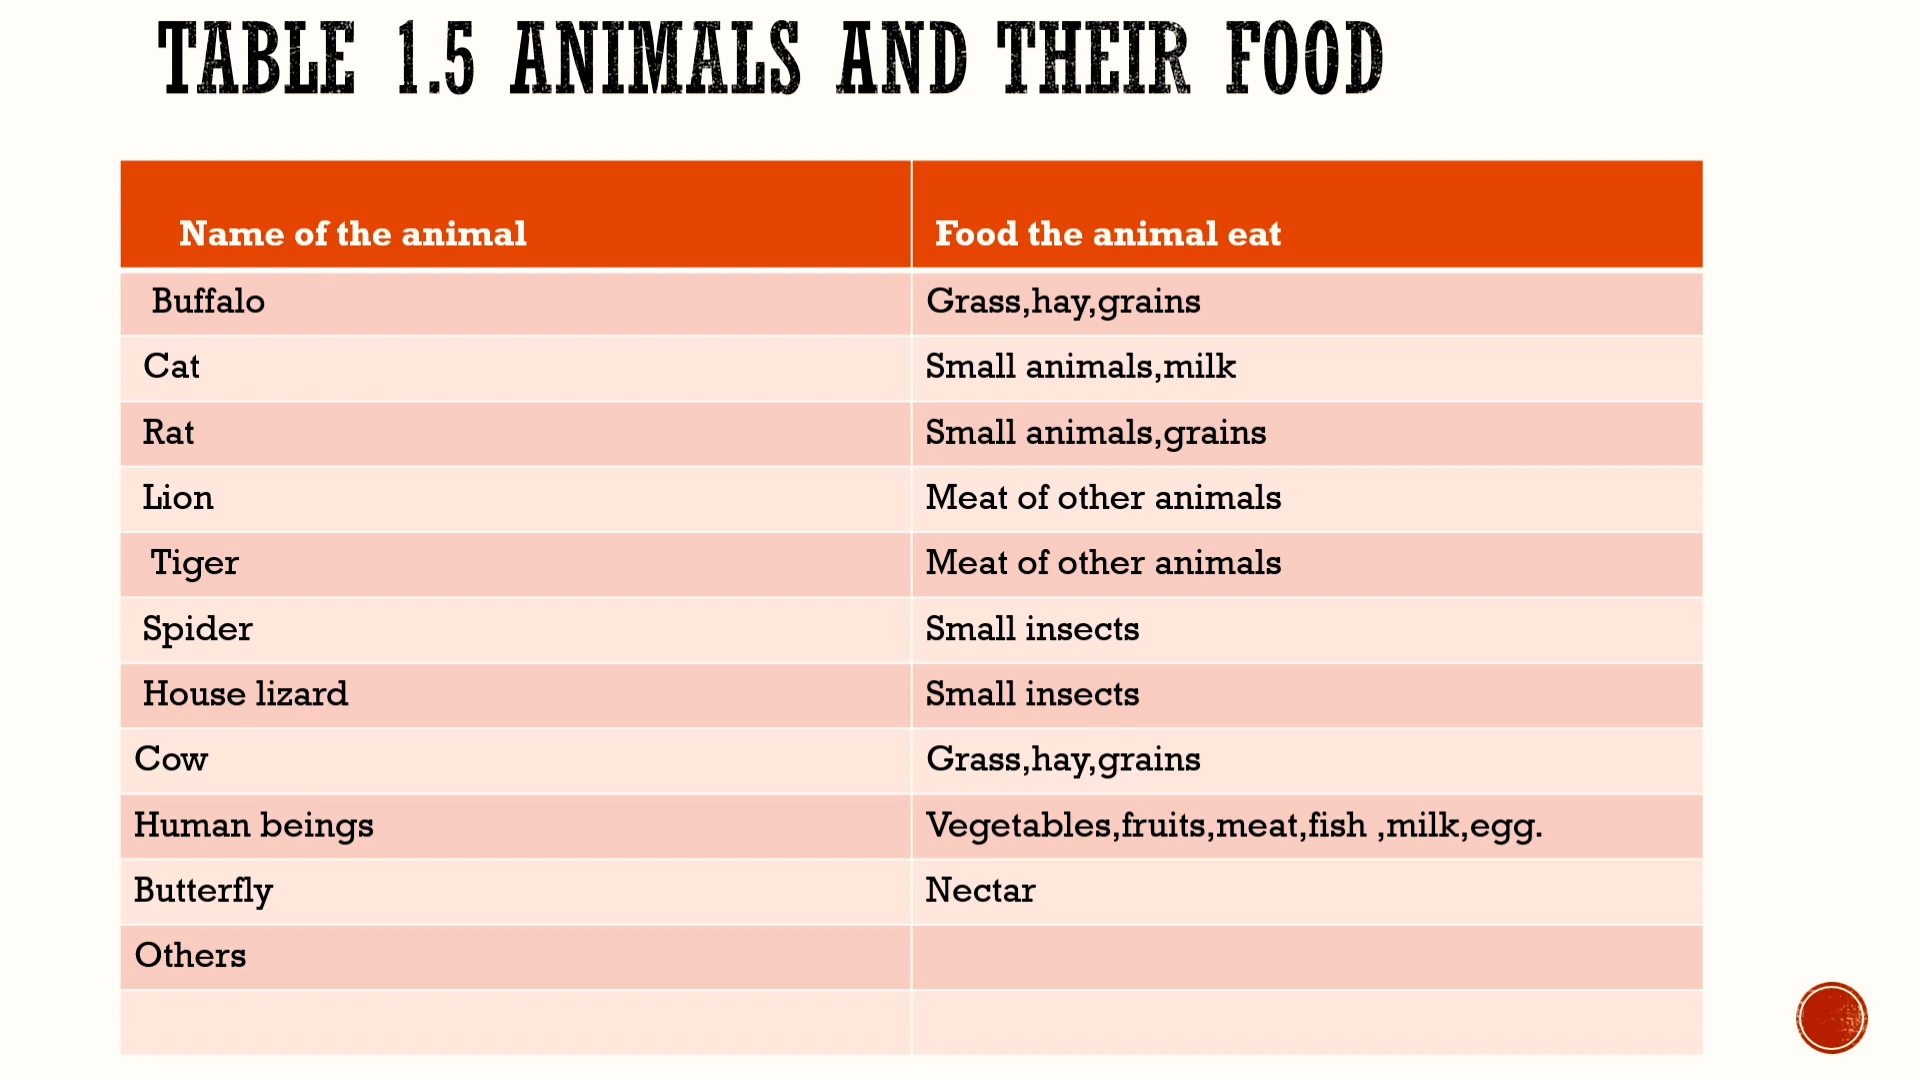 TABLE 1.5 ANIMALS AND THEIR FOOD
Name of the animal Food the animal eat
Buffalo Grass,hay,grains
Cat Small animals,milk
Rat Small animals,grains
Lion Meat of other animals
Tiger Meat of other animals
Spider Small insects
House lizard Small insects
Cow Grass,hay,grains
Human beings Vegetables,fruits,meat,fish ,milk,egg.
Butterfly Nectar
Others